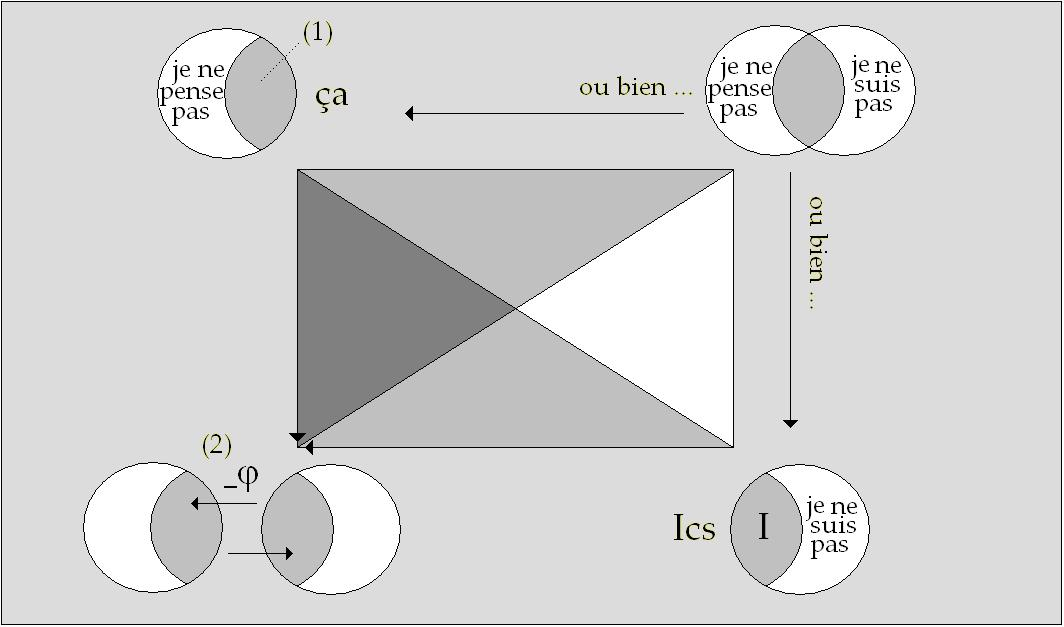 (1)
je ne
pense
pas
ça
ou bien ...
je ne
pense
pas
je ne
suis
pas
ou bien ...
(2)
_φ
Ics
I
je ne
suis
pas